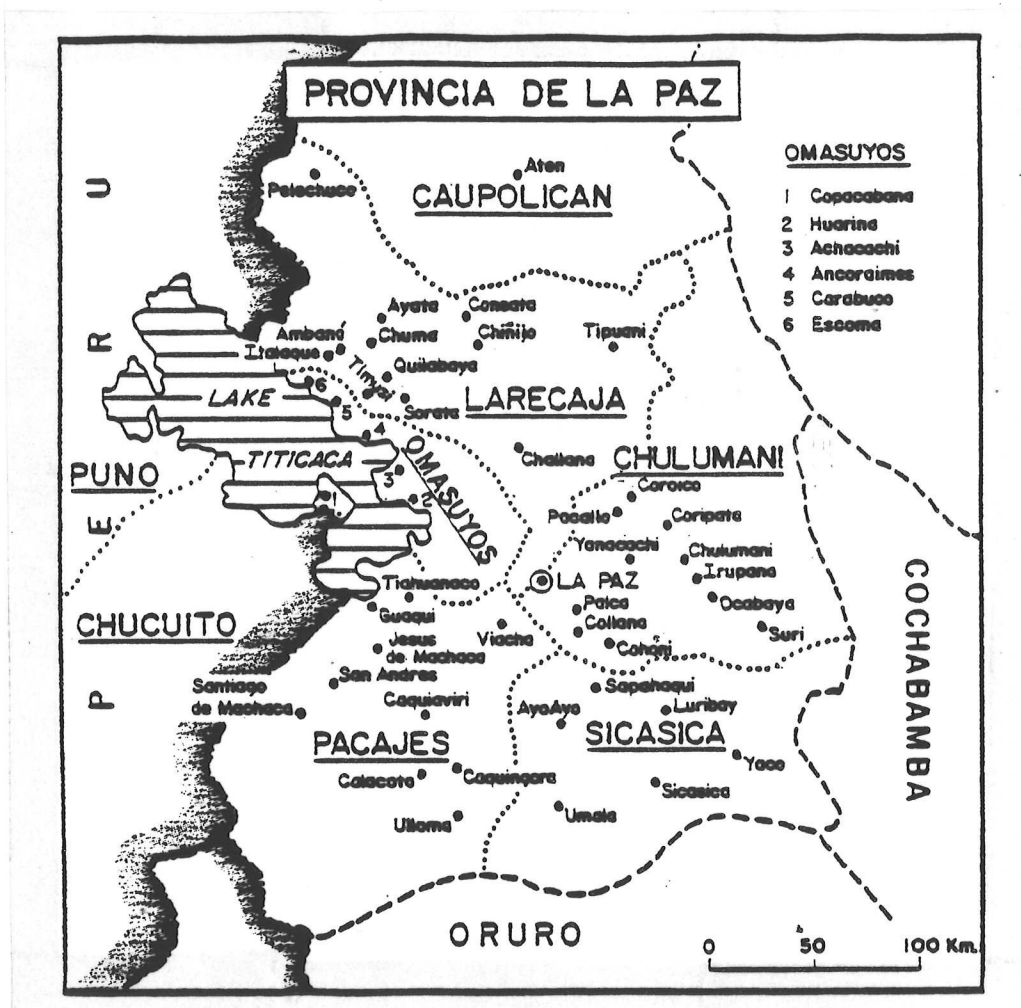 PROVINCIA DE LA PAZ
OMASUYOS
1 Copacabana
2 Huarina
3 Achacachi
4 Ancoraimes
5 Carabuco
6 Escoma
PERU
Aten
Pelechuco
CAUPOLICAN
Ayata
Consata
Ambaná
Chuma
Chiñijo
Tipuani
Italaque
Quilabaya
Timusi
6
LAKE
5
Sorata
LARECAJA
4
OMASUYOS
TITICACA
3
Challana
CHULUMANI
PUNO
2
1
Coroico
Pacallo
Coripata
Yanacachi
Chulumani
Irupana
Tiahuanaco
LA PAZ
Palca
Ocabaya
Guaqui
Collana
CHUCUITO
Viacha
Cohoni
Suri
Jesus
de Machaca
San Andres
Santiago
de Machaca
Caquiaviri
Sapahaqui
AyoAyo
Luribay
PACAJES
SICASICA
Yaco
Calacoto
Caquingora
Sicasica
Ulloma
Umala
COCHABAMBA
ORURO
0 50 100 Km.